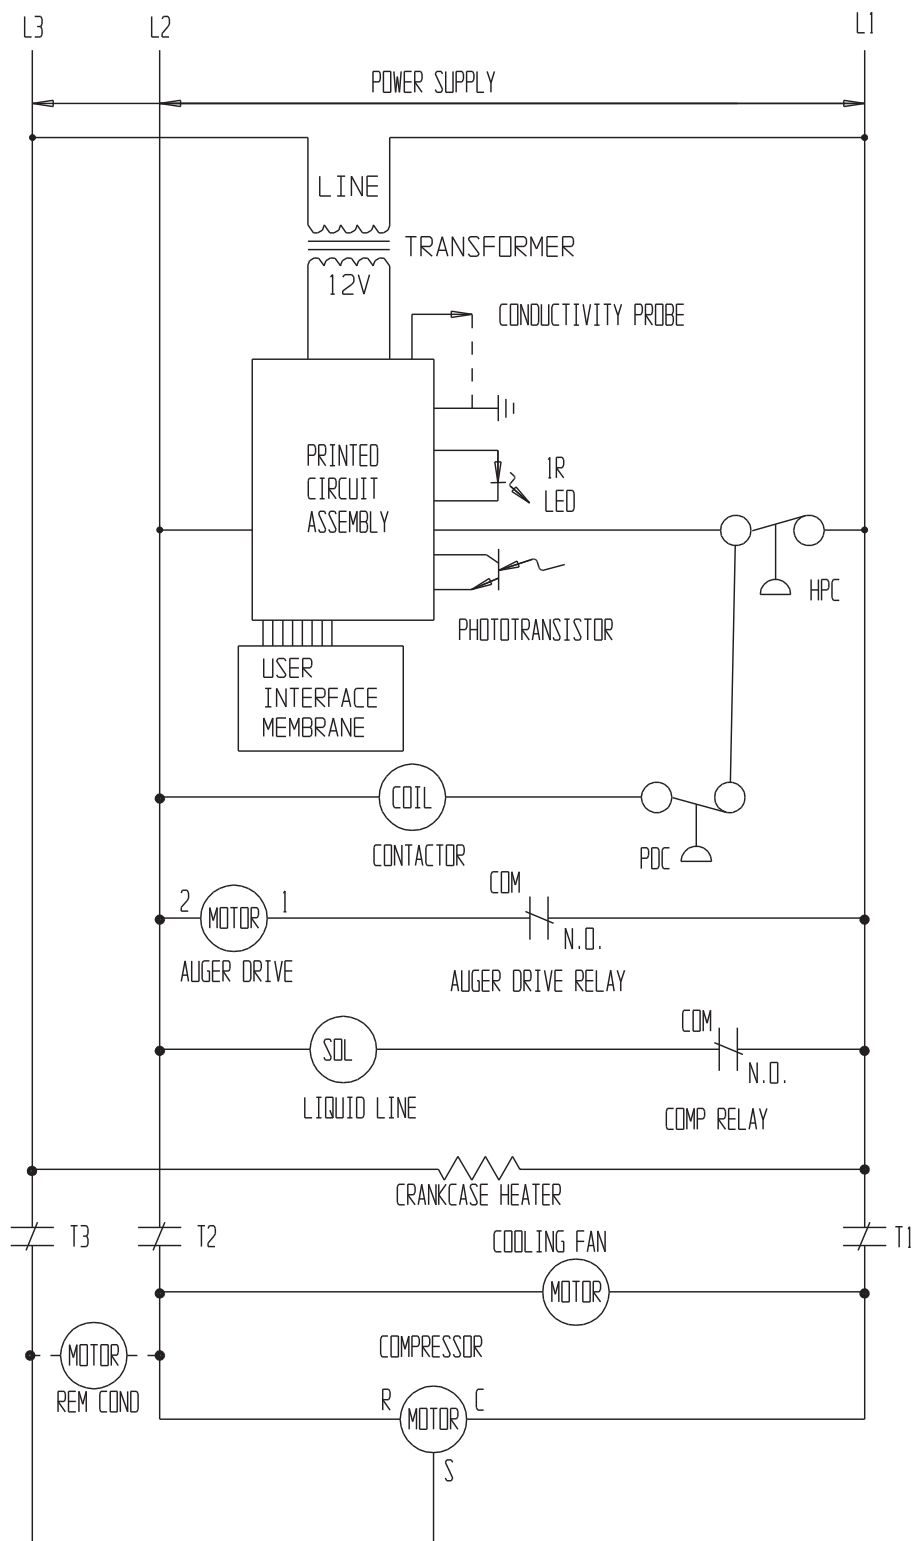 L3
L2
L1
POWER SUPPLY
LINE
TRANSFORMER
12V
CONDUCTIVITY PROBE
PRINTED
CIRCUIT
ASSEMBLY
1R
LED
HPC
PHOTOTRANSISTOR
USER
INTERFACE
MEMBRANE
COIL
CONTACTOR
PDC
COM
2
MOTOR
1
N.O.
AUGER DRIVE
AUGER DRIVE RELAY
COM
SOL
N.O.
LIQUID LINE
COMP RELAY
CRANKCASE HEATER
T3
T2
T1
COOLING FAN
MOTOR
COMPRESSOR
MOTOR
REM COND
R
C
MOTOR
S